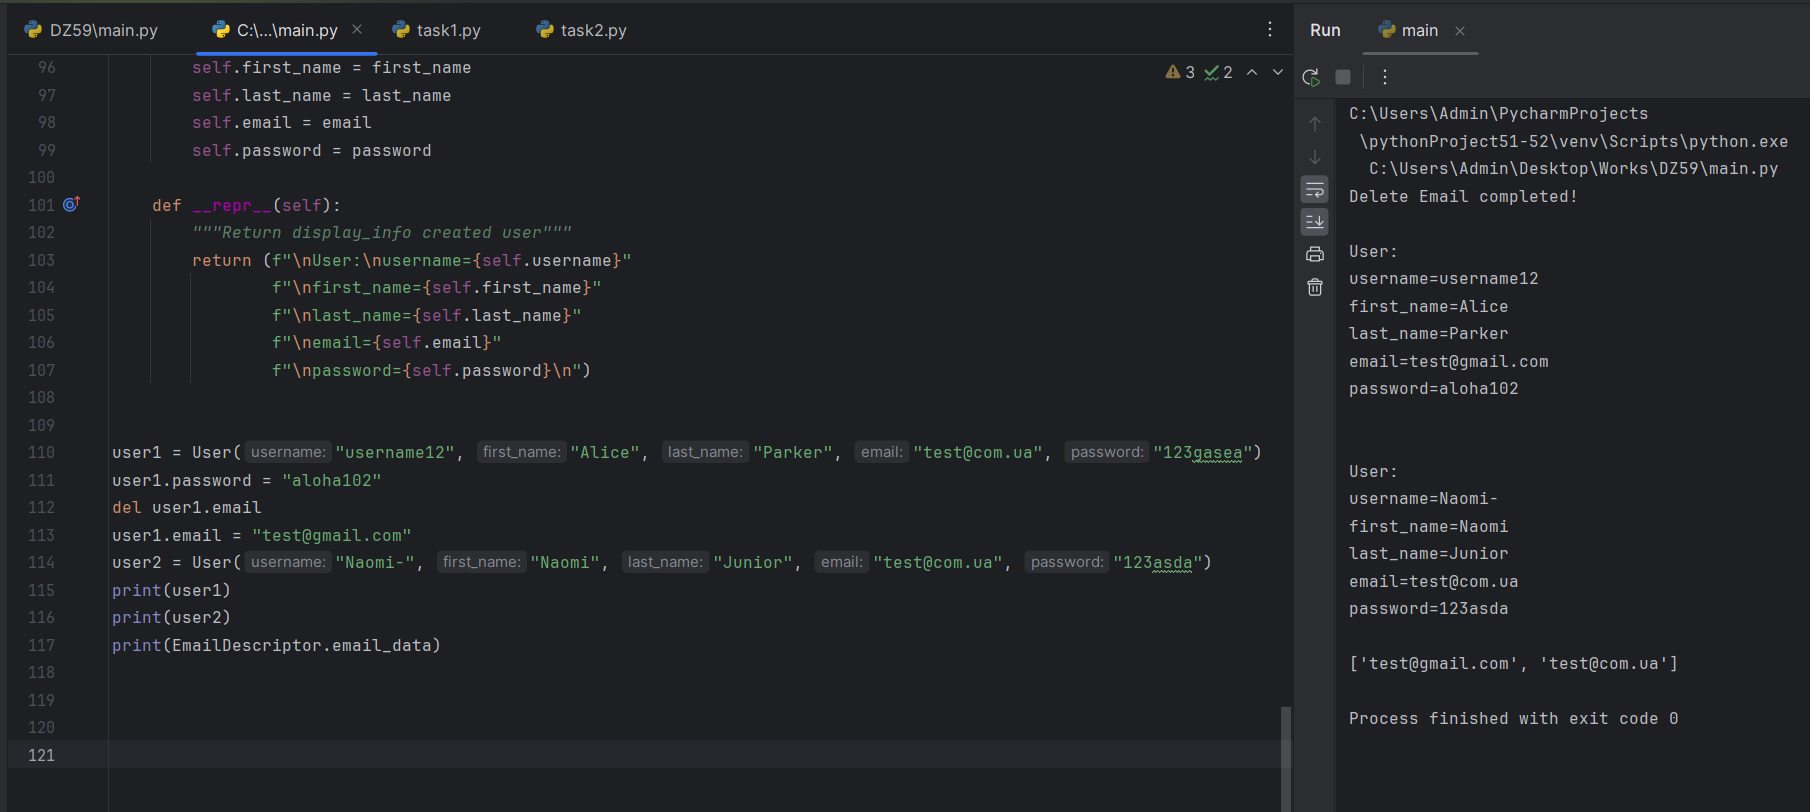 DZ59\main.py C:\...\main.py task1.py task2.py
96 self.first_name = first_name
3 2
97 self.last_name = last_name
98 self.email = email
99 self.password = password
100
101 def __repr__(self):
102 """Return display_info created user"""
103 return (f"\nUser:\nusername={self.username}"
104 f"\nfirst_name={self.first_name}"
105 f"\nlast_name={self.last_name}"
106 f"\nemail={self.email}"
107 f"\npassword={self.password}\n")
108
109
110 user1 = User( username: "username12", first_name: "Alice", last_name: "Parker", email: "test@com.ua", password: "123gasea")
111 user1.password = "aloha102"
112 del user1.email
113 user1.email = "test@gmail.com"
114 user2 = User( username: "Naomi-", first_name: "Naomi", last_name: "Junior", email: "test@com.ua", password: "123asda")
115 print(user1)
116 print(user2)
117 print(EmailDescriptor.email_data)
118
119
120
121
Run main
C:\Users\Admin\PycharmProjects
\pythonProject51-52\venv\Scripts\python.exe
C:\Users\Admin\Desktop\Works\DZ59\main.py
Delete Email completed!
User:
username=username12
first_name=Alice
last_name=Parker
email=test@gmail.com
password=aloha102
User:
username=Naomi-
first_name=Naomi
last_name=Junior
email=test@com.ua
password=123asda
['test@gmail.com', 'test@com.ua']
Process finished with exit code 0